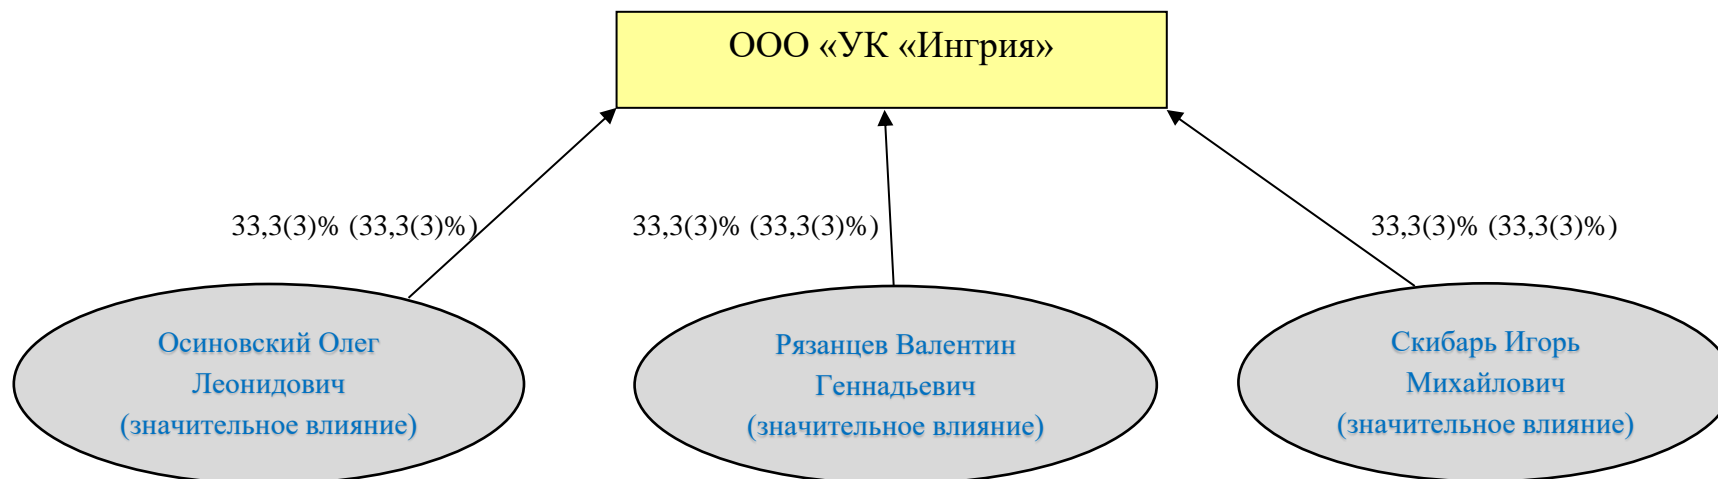 ООО «УК «Ингрия»
33,3(3)% (33,3(3)%)
33,3(3)% (33,3(3)%)
33,3(3)% (33,3(3)%)
Осиновский Олег
Леонидович
(значительное влияние)
Рязанцев Валентин
Геннадьевич
(значительное влияние)
Скибарь Игорь
Михайлович
(значительное влияние)